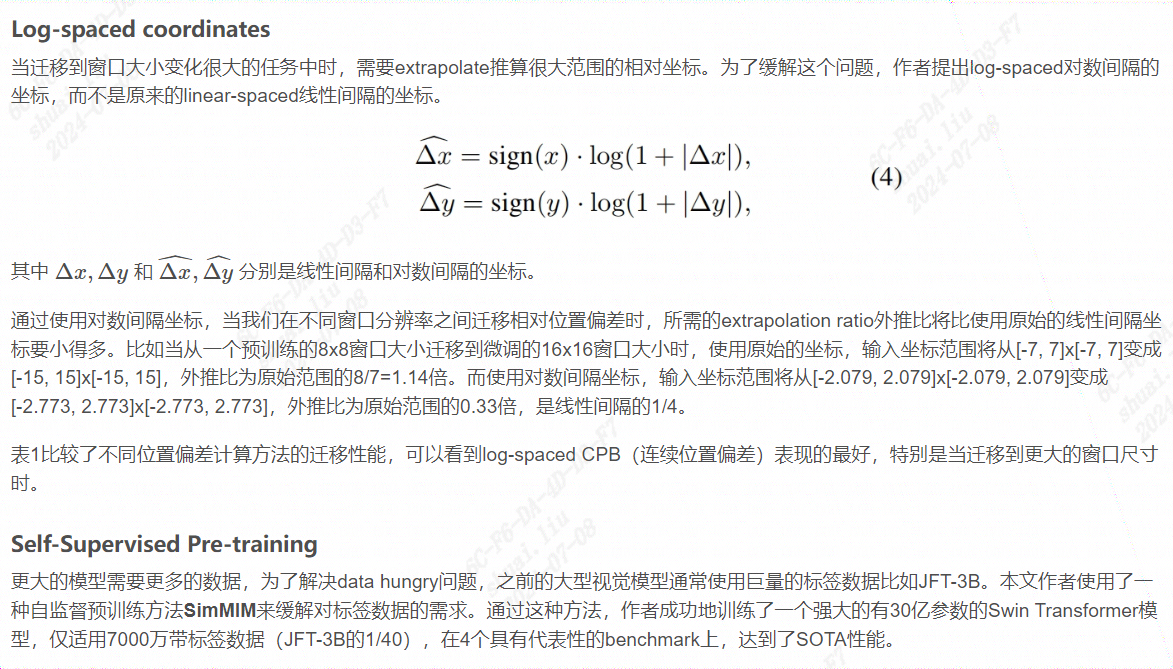 Log-spaced coordinates
当迁移到窗口大小变化很大的任务中时，需要extrapolate推算很大范围的相对坐标。为了缓解这个问题，作者提出log-spaced对数间隔的
坐标，而不是原来的linear-spaced线性间隔的坐标。
\widehat{Δx} = sign(x) · log(1 + |Δx|),
\widehat{Δy} = sign(y) · log(1 + |Δy|),
(4)
其中 Δx, Δy 和 \widehat{Δx}, \widehat{Δy} 分别是线性间隔和对数间隔的坐标。
通过使用对数间隔坐标，当我们在不同窗口分辨率之间迁移相对位置偏差时，所需的extrapolation ratio外推比将比使用原始的线性间隔坐
标要小得多。比如当从一个预训练的8x8窗口大小迁移到微调的16x16窗口大小时，使用原始的坐标，输入坐标范围将从[-7, 7]x[-7, 7]变成
[-15, 15]x[-15, 15]，外推比为原始范围的8/7=1.14倍。而使用对数间隔坐标，输入坐标范围将从[-2.079, 2.079]x[-2.079, 2.079]变成
[-2.773, 2.773]x[-2.773, 2.773]，外推比为原始范围的0.33倍，是线性间隔的1/4。
表1比较了不同位置偏差计算方法的迁移性能，可以看到log-spaced CPB（连续位置偏差）表现的最好，特别是当迁移到更大的窗口尺寸
时。
Self-Supervised Pre-training
更大的模型需要更多的数据，为了解决data hungry问题，之前的大型视觉模型通常使用巨量的标签数据比如JFT-3B。本文作者使用了一
种自监督预训练方法SimMIM来缓解对标签数据的需求。通过这种方法，作者成功地训练了一个强大的有30亿参数的Swin Transformer模
型，仅适用7000万带标签数据（JFT-3B的1/40），在4个具有代表性的benchmark上，达到了SOTA性能。
6C-F6-DA-4D-D3-F7
shuai.liu
2024-07-08